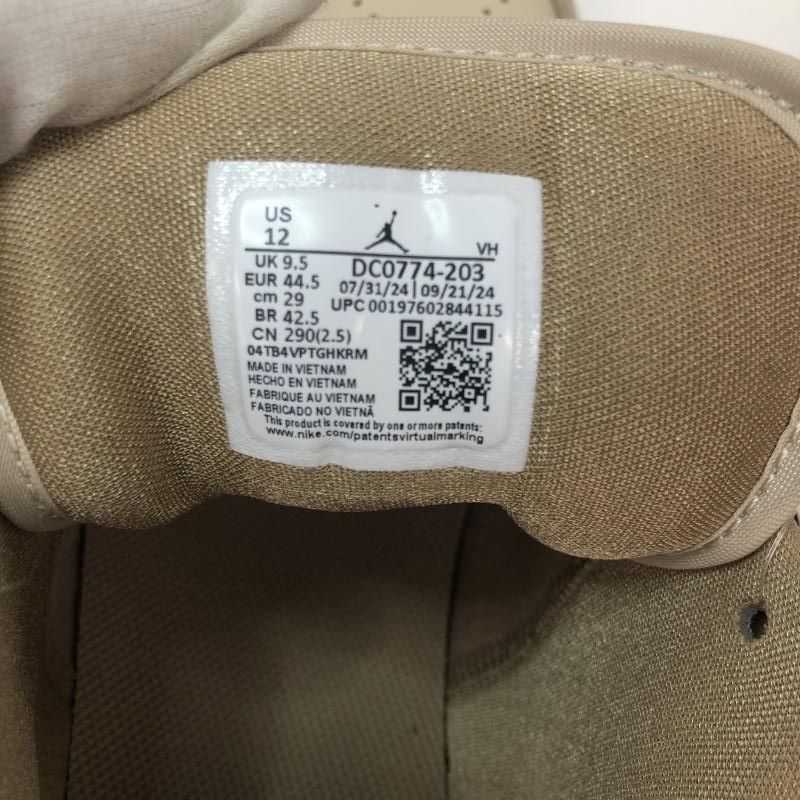 US
12
VH
UK 9.5
EUR 44.5
cm 29
BR 42.5
CN 290(2.5)
DC0774-203
07/31/24 | 09/21/24
UPC 00197602844115
04TB4VPTGHKRM
MADE IN VIETNAM
HECHO EN VIETNAM
FABRIQUE AU VIETNAM
FABRICADO NO VIETNÃ
This product is covered by one or more patents:
www.nike.com/patentsvirtualmarking